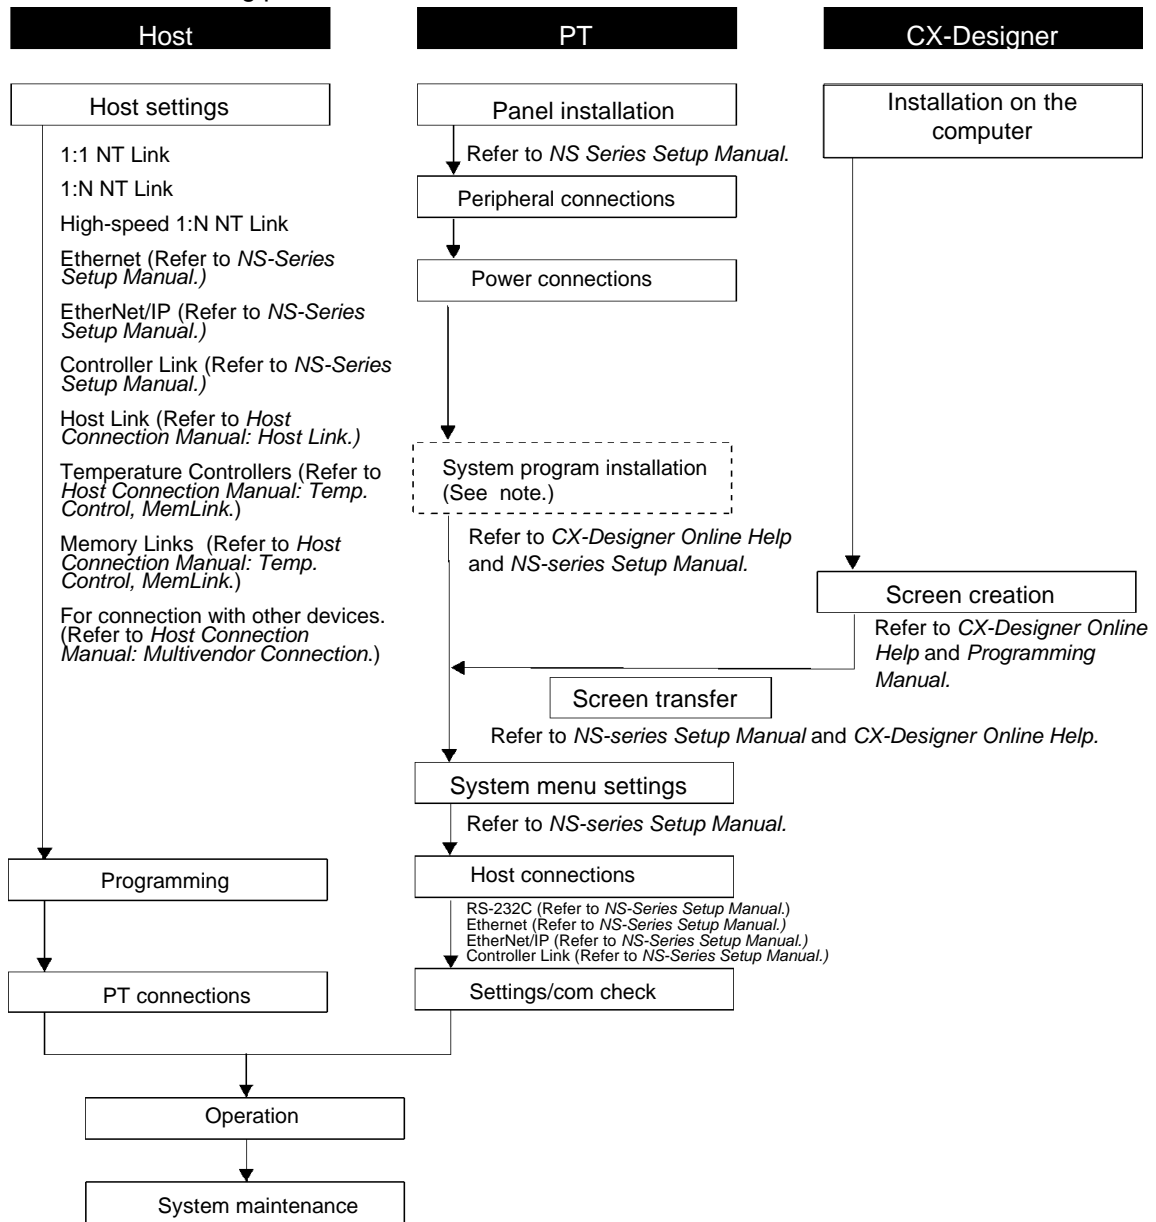 Host
PT
CX-Designer
Host settings
1:1 NT Link
1:N NT Link
High-speed 1:N NT Link
Ethernet (Refer to NS-Series
Setup Manual.)
EtherNet/IP (Refer to NS-Series
Setup Manual.)
Controller Link (Refer to NS-Series
Setup Manual.)
Host Link (Refer to Host
Connection Manual: Host Link.)
Temperature Controllers (Refer to
Host Connection Manual: Temp.
Control, MemLink.)
Memory Links (Refer to Host
Connection Manual: Temp.
Control, MemLink.)
For connection with other devices.
(Refer to Host Connection
Manual: Multivendor Connection.)
Programming
PT connections
Panel installation
Refer to NS Series Setup Manual.
Peripheral connections
Power connections
System program installation
(See note.)
Refer to CX-Designer Online Help
and NS-series Setup Manual.
Installation on the
computer
Screen creation
Refer to CX-Designer Online
Help and Programming
Manual.
Screen transfer
Refer to NS-series Setup Manual and CX-Designer Online Help.
System menu settings
Refer to NS-series Setup Manual.
Host connections
RS-232C (Refer to NS-Series Setup Manual.)
Ethernet (Refer to NS-Series Setup Manual.)
EtherNet/IP (Refer to NS-Series Setup Manual.)
Controller Link (Refer to NS-Series Setup Manual.)
Settings/com check
Operation
System maintenance